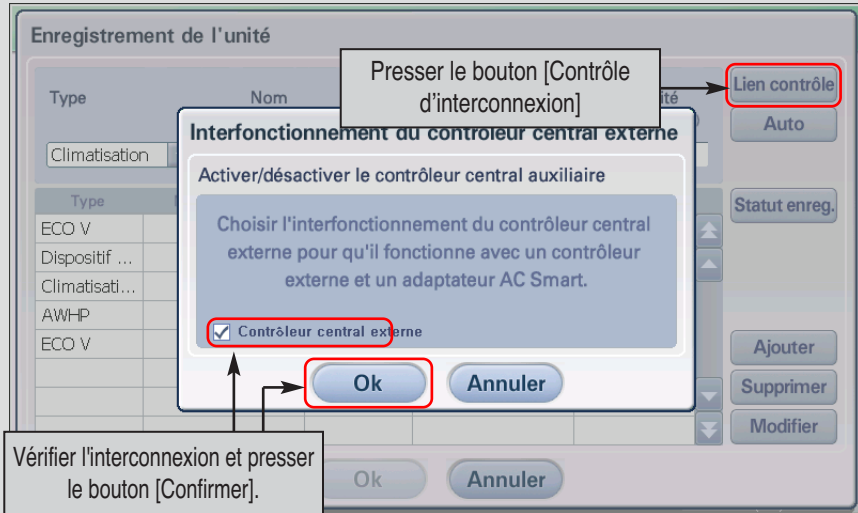 Enregistrement de l'unité
Presser le bouton [Contrôle
d'interconnexion]
Lien contrôle
Type
Nom
ité
Auto
Interfonctionnement du contrôleur central externe
Climatisation
Activer/désactiver le contrôleur central auxiliaire
Type
Statut enreg.
Choisir l'interfonctionnement du contrôleur central
externe pour qu'il fonctionne avec un contrôleur
externe et un adaptateur AC Smart.
ECO V
Dispositif ...
Climatisati...
AWHP
ECO V
Contrôleur central externe
Ajouter
Ok
Annuler
Supprimer
Modifier
Vérifier l'interconnexion et presser
le bouton [Confirmer].
Ok
Annuler